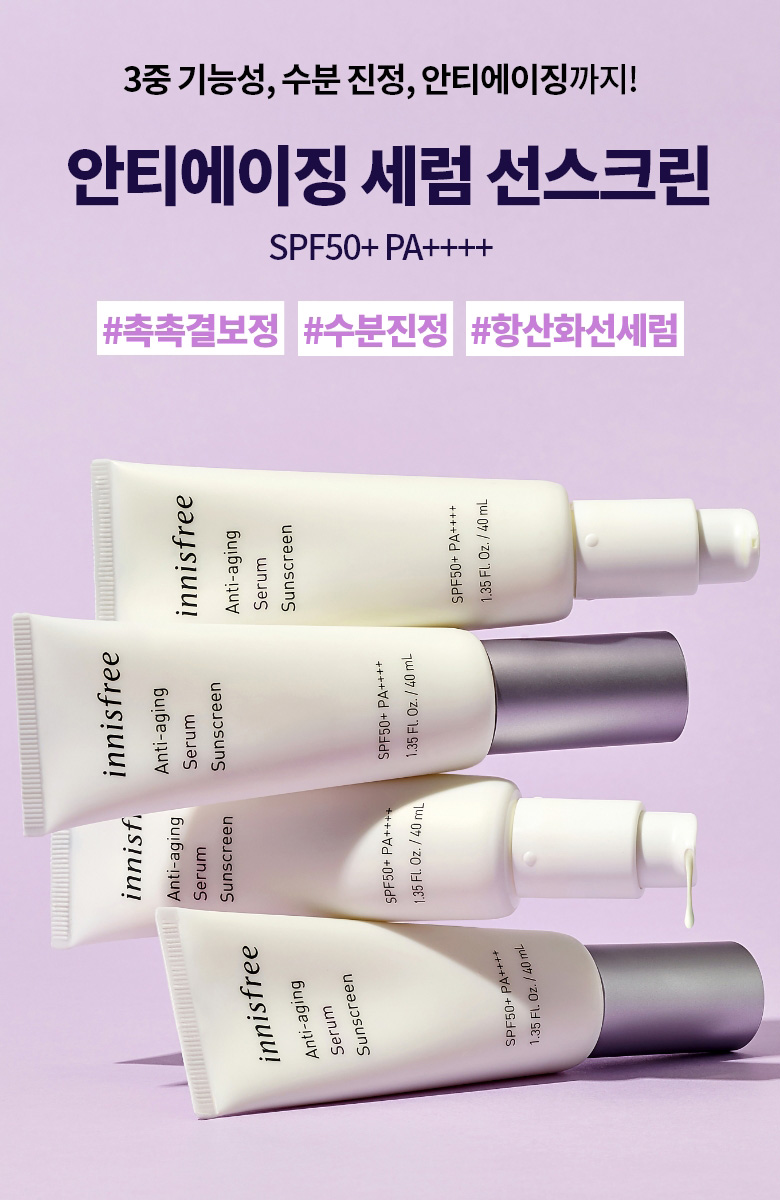 3중 기능성, 수분 진정, 안티에이징까지!
안티에이징 세럼 선스크린
SPF50+ PA++++
#촉촉결보정 #수분진정 #항산화선세럼
innisfree
Anti-aging
Serum
Sunscreen
SPF50+ PA++++
1.35 Fl. Oz. / 40 mL
innisfree
Anti-aging
Serum
Sunscreen
SPF50+ PA++++
1.35 Fl. Oz. / 40 mL
Anti-aging
Serum
Sunscreen
SPF50+ PA++++
1.35 Fl. Oz. / 40 mL
innisfree
Anti-aging
Serum
Sunscreen
SPF50+ PA++++
1.35 Fl. Oz. / 40 mL